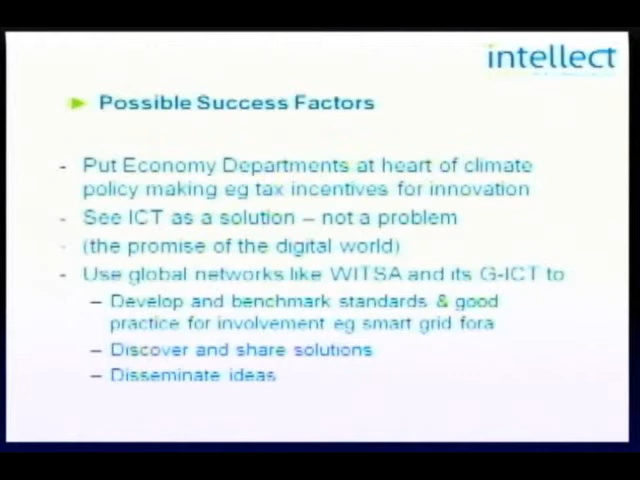 intellect
Possible Success Factors
- Put Economy Departments at heart of climate
policy making eg tax incentives for innovation
- See ICT as a solution – not a problem
- (the promise of the digital world)
- Use global networks like WITSA and its G-ICT to
– Develop and benchmark standards & good
practice for involvement eg smart grid fora
– Discover and share solutions
– Disseminate ideas